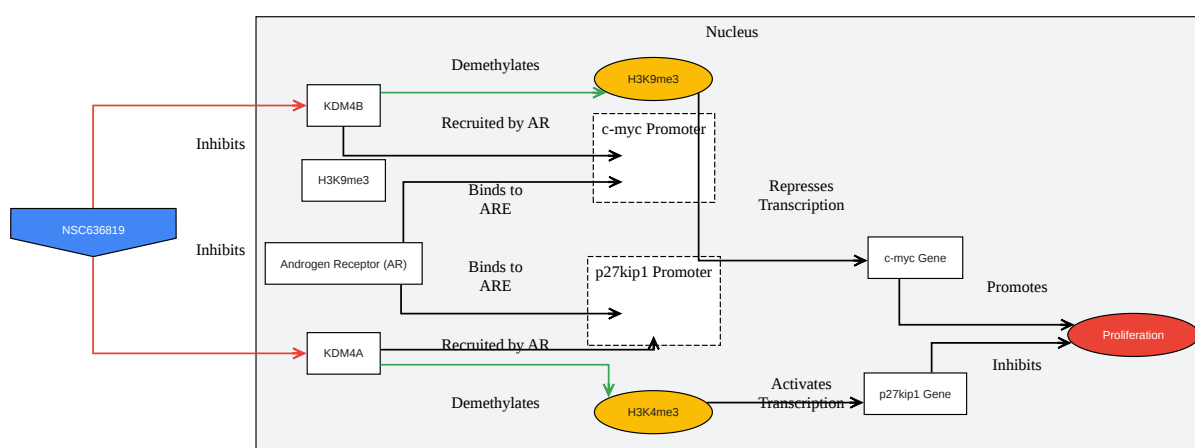 Nucleus
Demethylates
H3K9me3
KDM4B
Recruited by AR
c-myc Promoter
Inhibits
H3K9me3
Binds to
ARE
Represses
Transcription
NSC636819
Inhibits
Androgen Receptor (AR)
Binds to
ARE
p27kip1 Promoter
c-myc Gene
Promotes
Proliferation
KDM4A
Recruited by AR
Inhibits
Demethylates
H3K4me3
Activates
Transcription
p27kip1 Gene